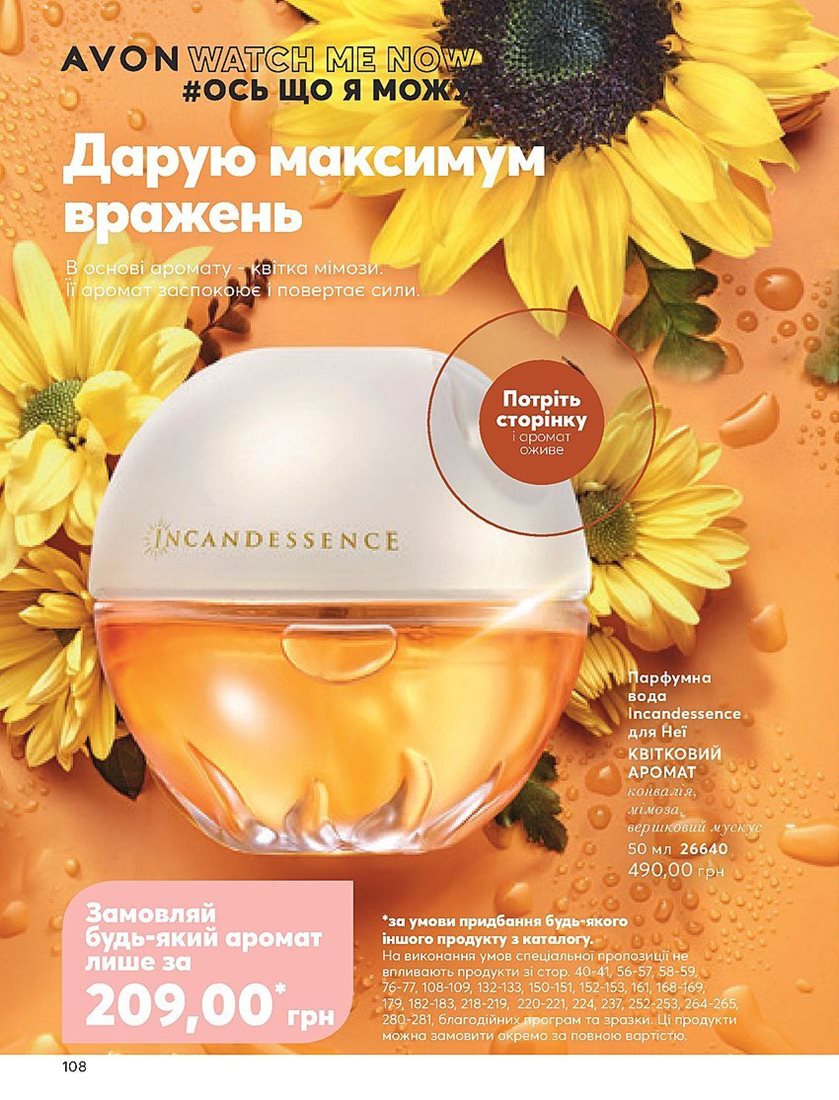 AVON WATCH ME NOW
#ОСЬ ЩО Я МОЖУ
Дарую максимум
вражень
В основі аромату - квітка мімози.
Її аромат заспокоює і повертає сили.
Потріть
сторінку
і аромат
оживе
INCANDESSENCE
Парфумна
вода
Incandessence
для Неї
КВІТКОВИЙ
АРОМАТ
конвалія,
мімоза,
вершковий мускус
50 мл 26640
490,00 грн
Замовляй
будь-який аромат
лише за
209,00* грн
*за умови придбання будь-якого
іншого продукту з каталогу.
На виконання умов спеціальної пропозиції не
впливають продукти зі стор. 40-41, 56-57, 58-59,
76-77, 108-109, 132-133, 150-151, 152-153, 161, 168-169,
179, 182-183, 218-219, 220-221, 224, 237, 252-253, 264-265,
280-281, благодійних програм та зразки. Ці продукти
можна замовити окремо за повною вартістю.
108